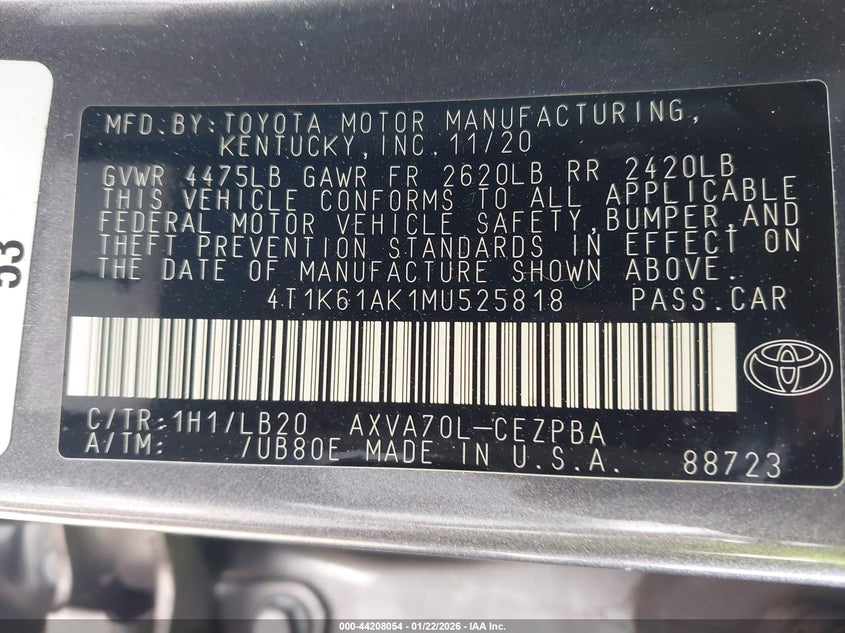 MFD.BY:TOYOTA MOTOR MANUFACTURING,
KENTUCKY,INC.11/20
GVWR 4475LB GAWR FR 2620LB RR 2420LB
THIS VEHICLE CONFORMS TO ALL APPLICABLE
FEDERAL MOTOR VEHICLE SAFETY,BUMPER,AND
THEFT PREVENTION STANDARDS IN EFFECT ON
THE DATE OF MANUFACTURE SHOWN ABOVE.
4T1K61AK1MU525818 PASS.CAR
C/TR:1H1/LB20 AXVA70L-CEZPBA
A/TM: /UB80E MADE IN U.S.A. 88723
53
000-44208054 - 01/22/2026 - IAA Inc.